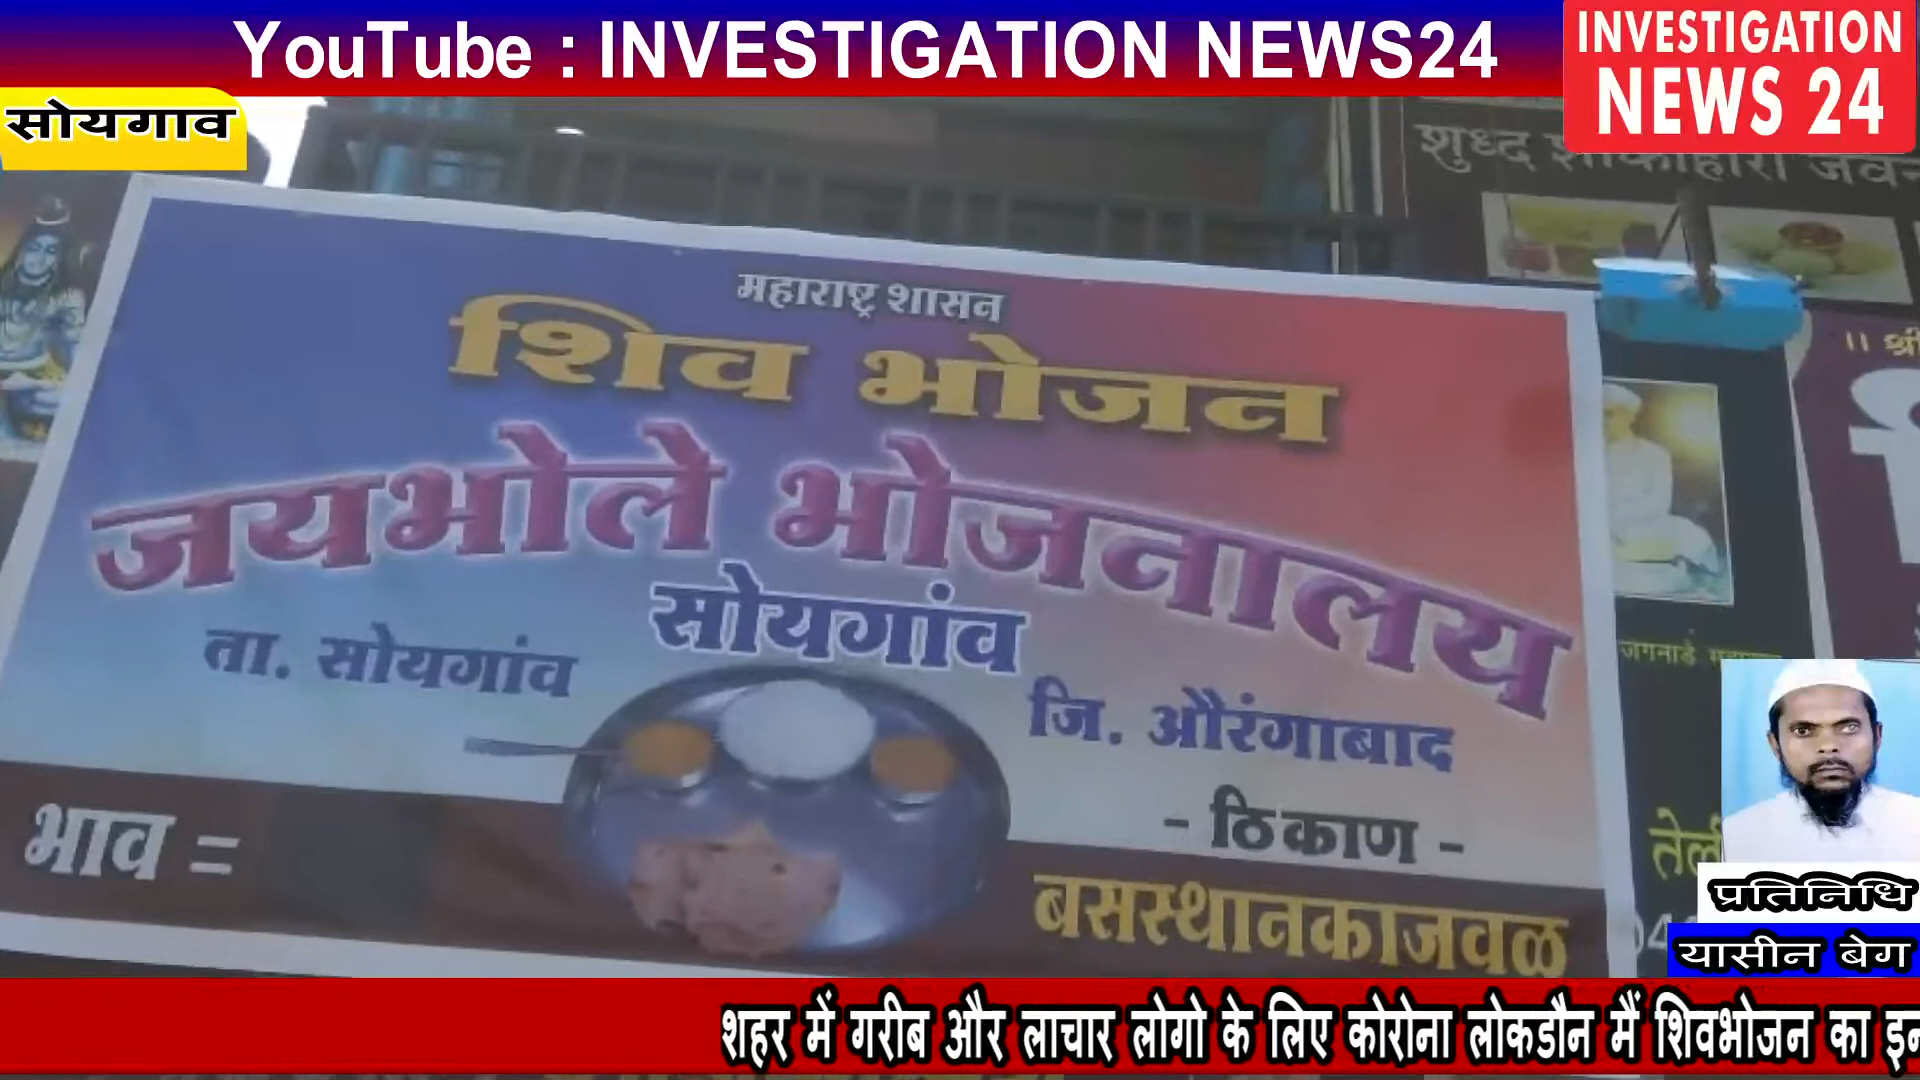 YouTube : INVESTIGATION NEWS24
INVESTIGATION
NEWS 24
सोयगाव
शुध्द शाकाहारी
महाराष्ट्र शासन
शिव भोजन
॥ श्री
जयभोले भोजनालय
सोयगांव
ता. सोयगांव
जि. औरंगाबाद
जगनाडे
भाव =
- ठिकाण -
बसस्थानकाजवळ
प्रतिनिधि
यासीन बेग
शहर में गरीब और लाचार लोगो के लिए कोरोना लोकडौन मैं शिवभोजन का